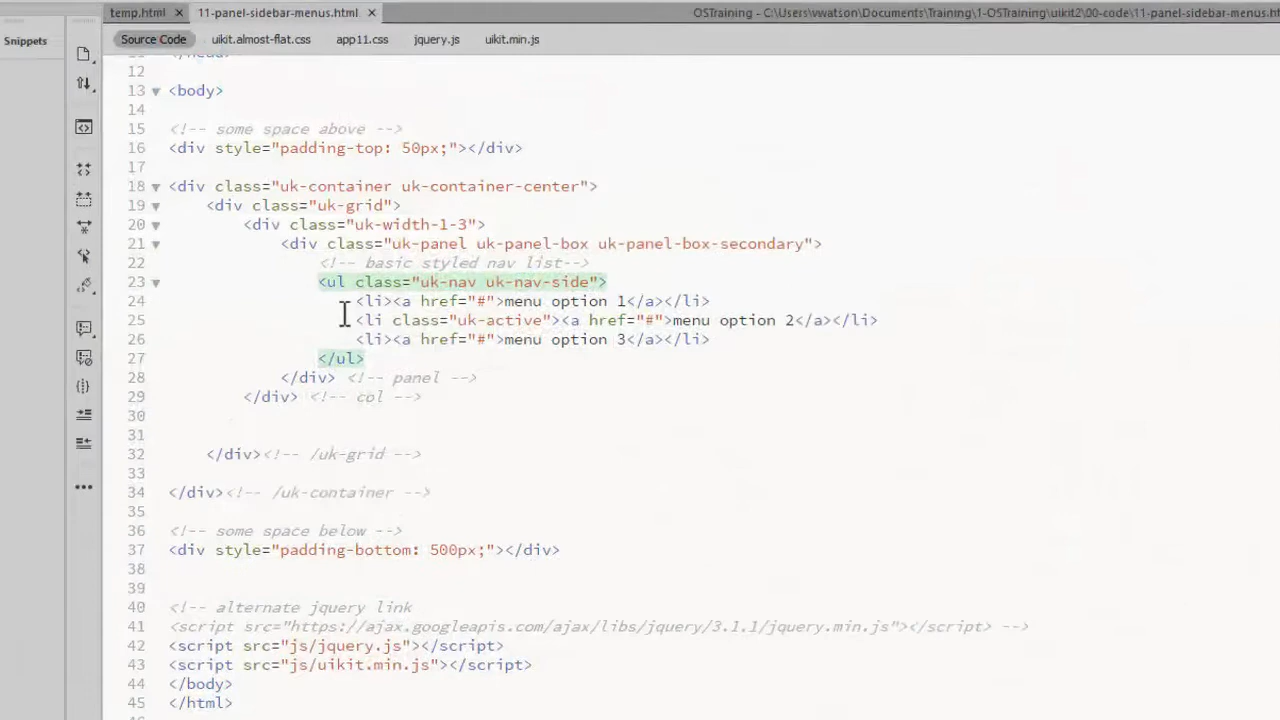 temp.html × 11-panel-sidebar-menus.html × OSTraining - C:\Users\vwatson\Documents\Training\1-OSTraining\uikit2\00-code\11-panel-sidebar-menus.ht
Snippets
Source Code uikit.almost-flat.css app11.css jquery.js uikit.min.js
12
13 <body>
14
15 <!-- some space above -->
16 <div style="padding-top: 50px;"></div>
17
18 <div class="uk-container uk-container-center">
19 <div class="uk-grid">
20 <div class="uk-width-1-3">
21 <div class="uk-panel uk-panel-box uk-panel-box-secondary">
22 <!-- basic styled nav list-->
23 <ul class="uk-nav uk-nav-side">
24 <li><a href="#">menu option 1</a></li>
25 <li class="uk-active"><a href="#">menu option 2</a></li>
26 <li><a href="#">menu option 3</a></li>
27 </ul>
28 </div> <!-- panel -->
29 </div> <!-- col -->
30
31
32 </div><!-- /uk-grid -->
33
34 </div><!-- /uk-container -->
35
36 <!-- some space below -->
37 <div style="padding-bottom: 500px;"></div>
38
39
40 <!-- alternate jquery link
41 <script src="https://ajax.googleapis.com/ajax/libs/jquery/3.1.1/jquery.min.js"></script> -->
42 <script src="js/jquery.js"></script>
43 <script src="js/uikit.min.js"></script>
44 </body>
45 </html>